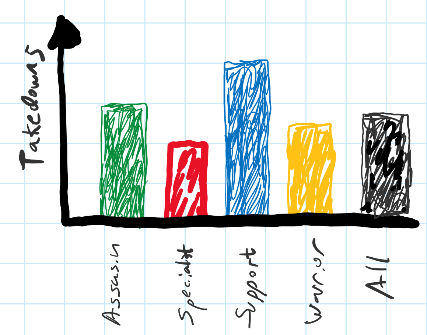 Takedowns
Assassin
Specialist
Support
Warrior
All